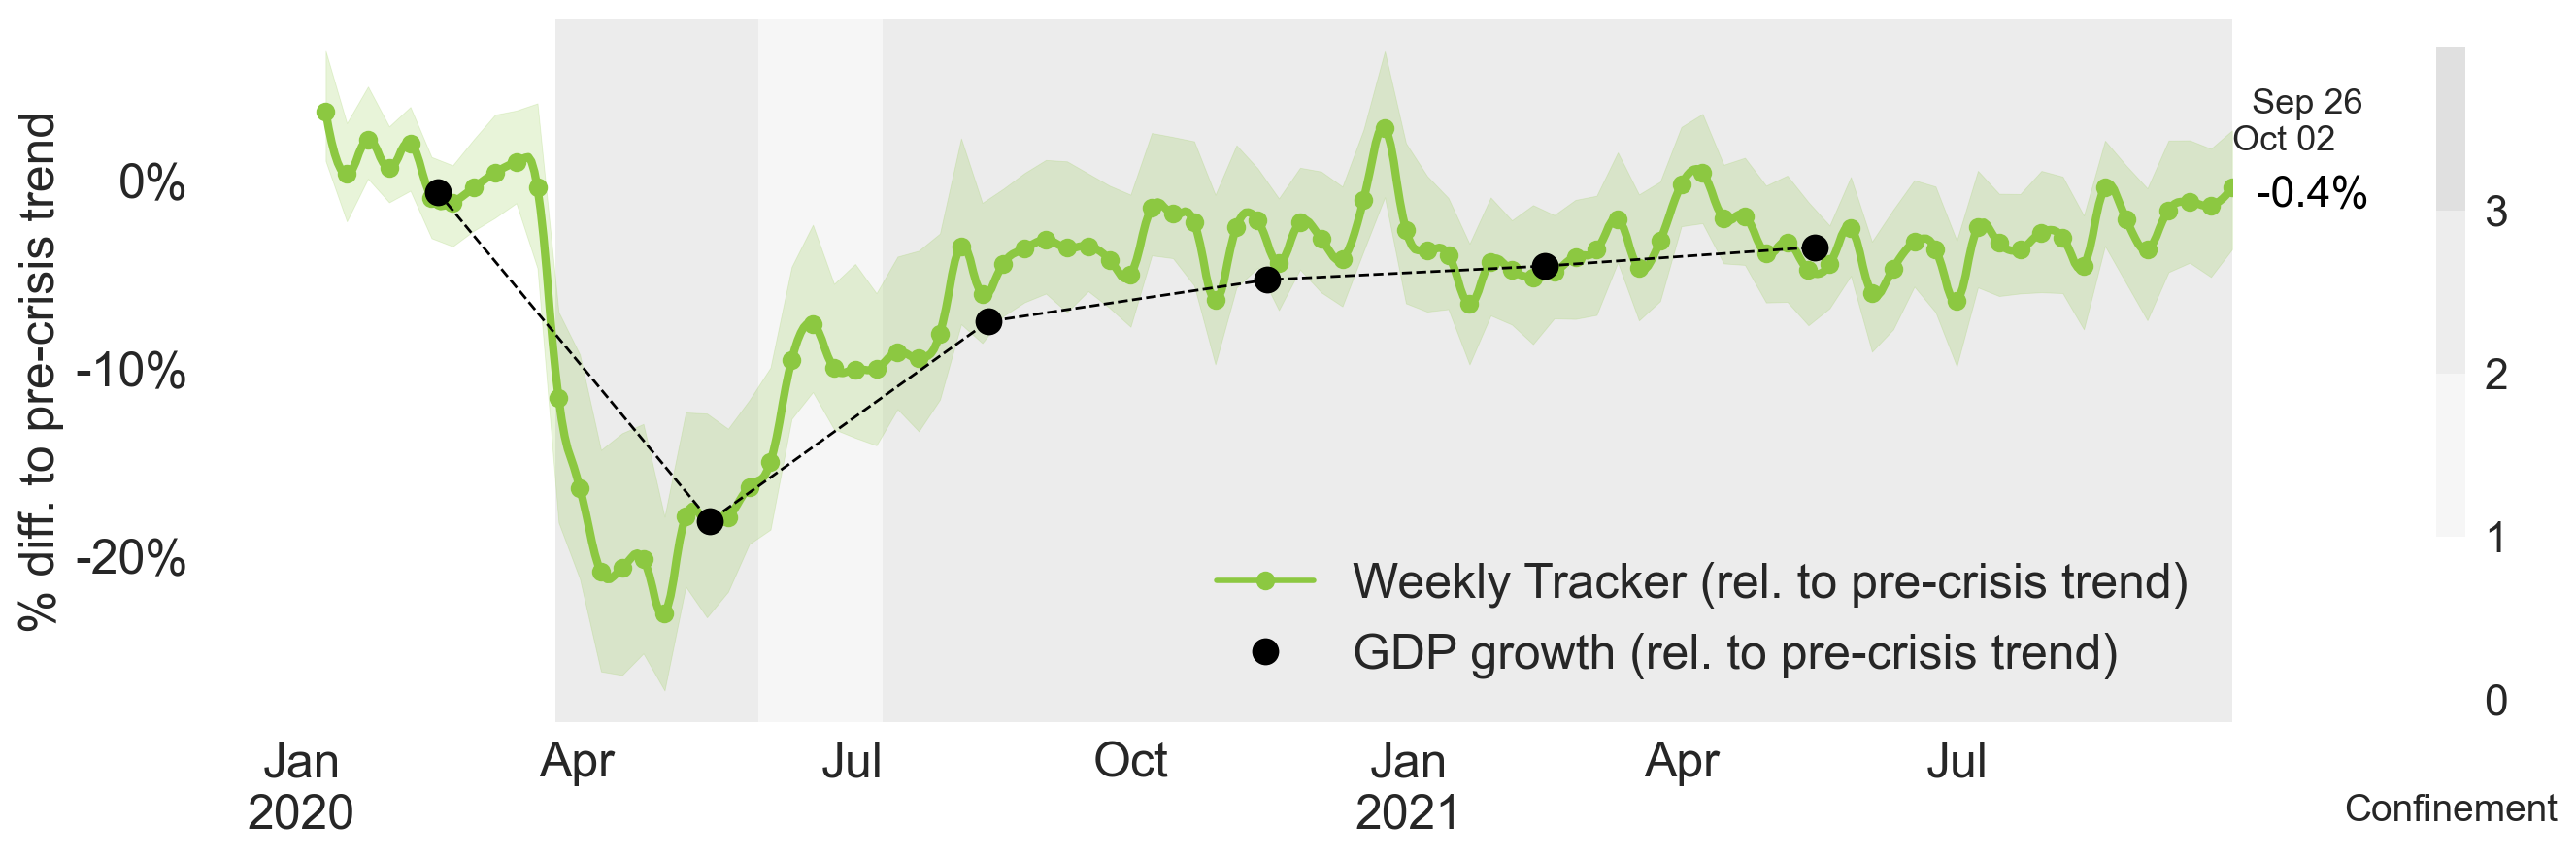 % diff. to pre-crisis trend
0%
-10%
-20%
Sep 26
Oct 02
-0.4%
Weekly Tracker (rel. to pre-crisis trend)
GDP growth (rel. to pre-crisis trend)
Jan
2020
Apr
Jul
Oct
Jan
2021
Apr
Jul
3
2
1
0
Confinement